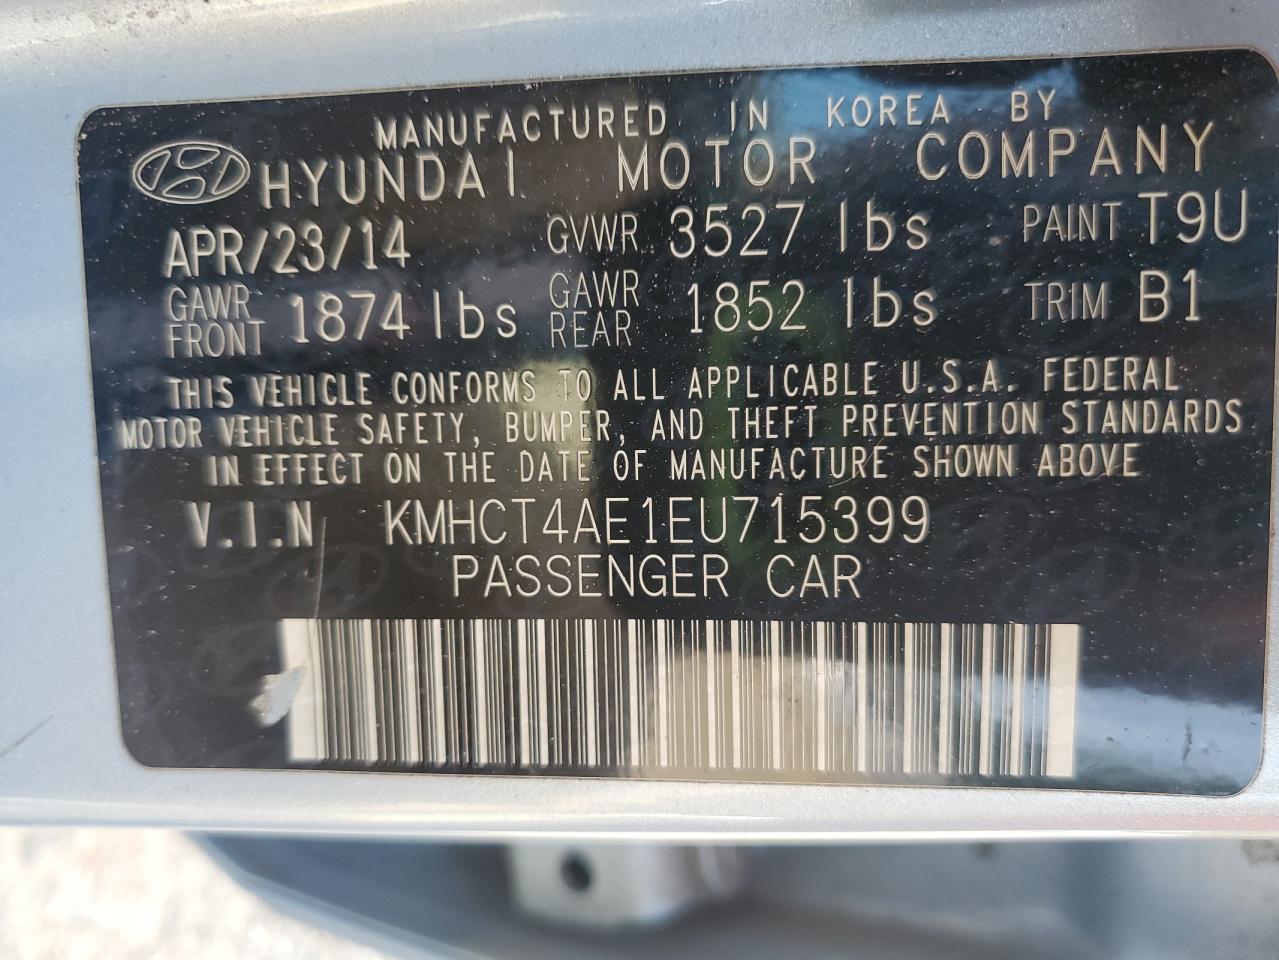 MANUFACTURED IN KOREA BY
HYUNDAI MOTOR COMPANY
APR/23/14 GVWR 3527 lbs PAINT T9U
GAWR FRONT 1874 lbs GAWR REAR 1852 lbs TRIM B1
THIS VEHICLE CONFORMS TO ALL APPLICABLE U.S.A. FEDERAL
MOTOR VEHICLE SAFETY, BUMPER, AND THEFT PREVENTION STANDARDS
IN EFFECT ON THE DATE OF MANUFACTURE SHOWN ABOVE
V.I.N KMHCT4AE1EU715399
PASSENGER CAR